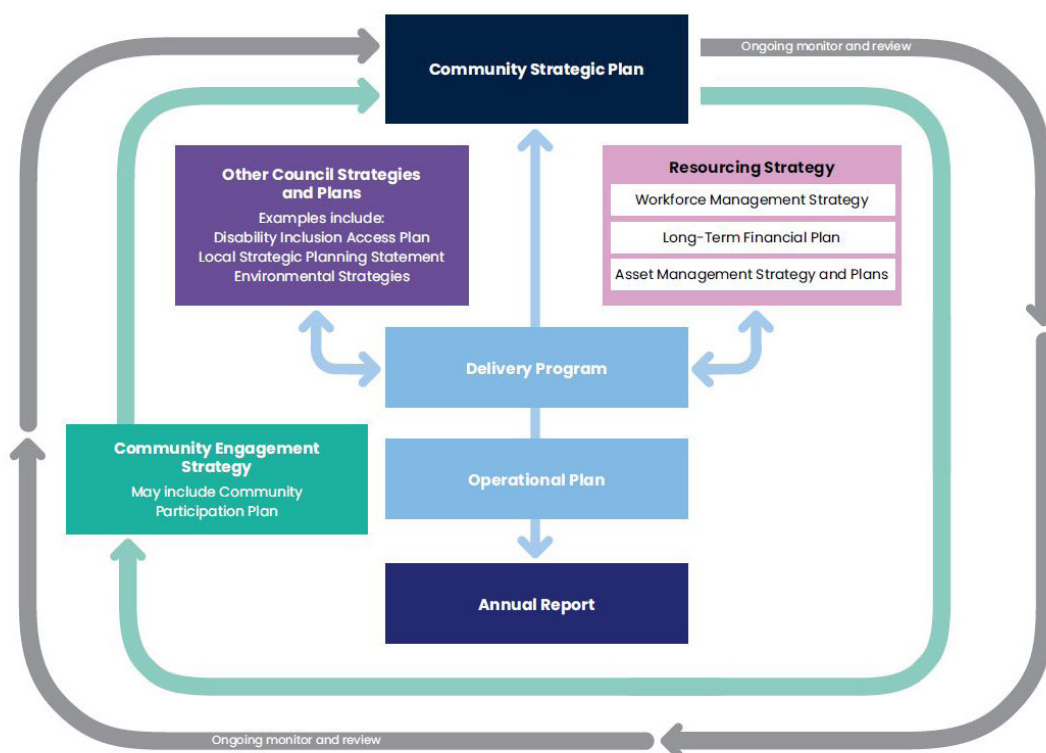 Ongoing monitor and review
Community Strategic Plan
Other Council Strategies
and Plans
Examples include:
Disability Inclusion Access Plan
Local Strategic Planning Statement
Environmental Strategies
Resourcing Strategy
Workforce Management Strategy
Long-Term Financial Plan
Asset Management Strategy and Plans
Delivery Program
Community Engagement
Strategy
May include Community
Participation Plan
Operational Plan
Annual Report
Ongoing monitor and review